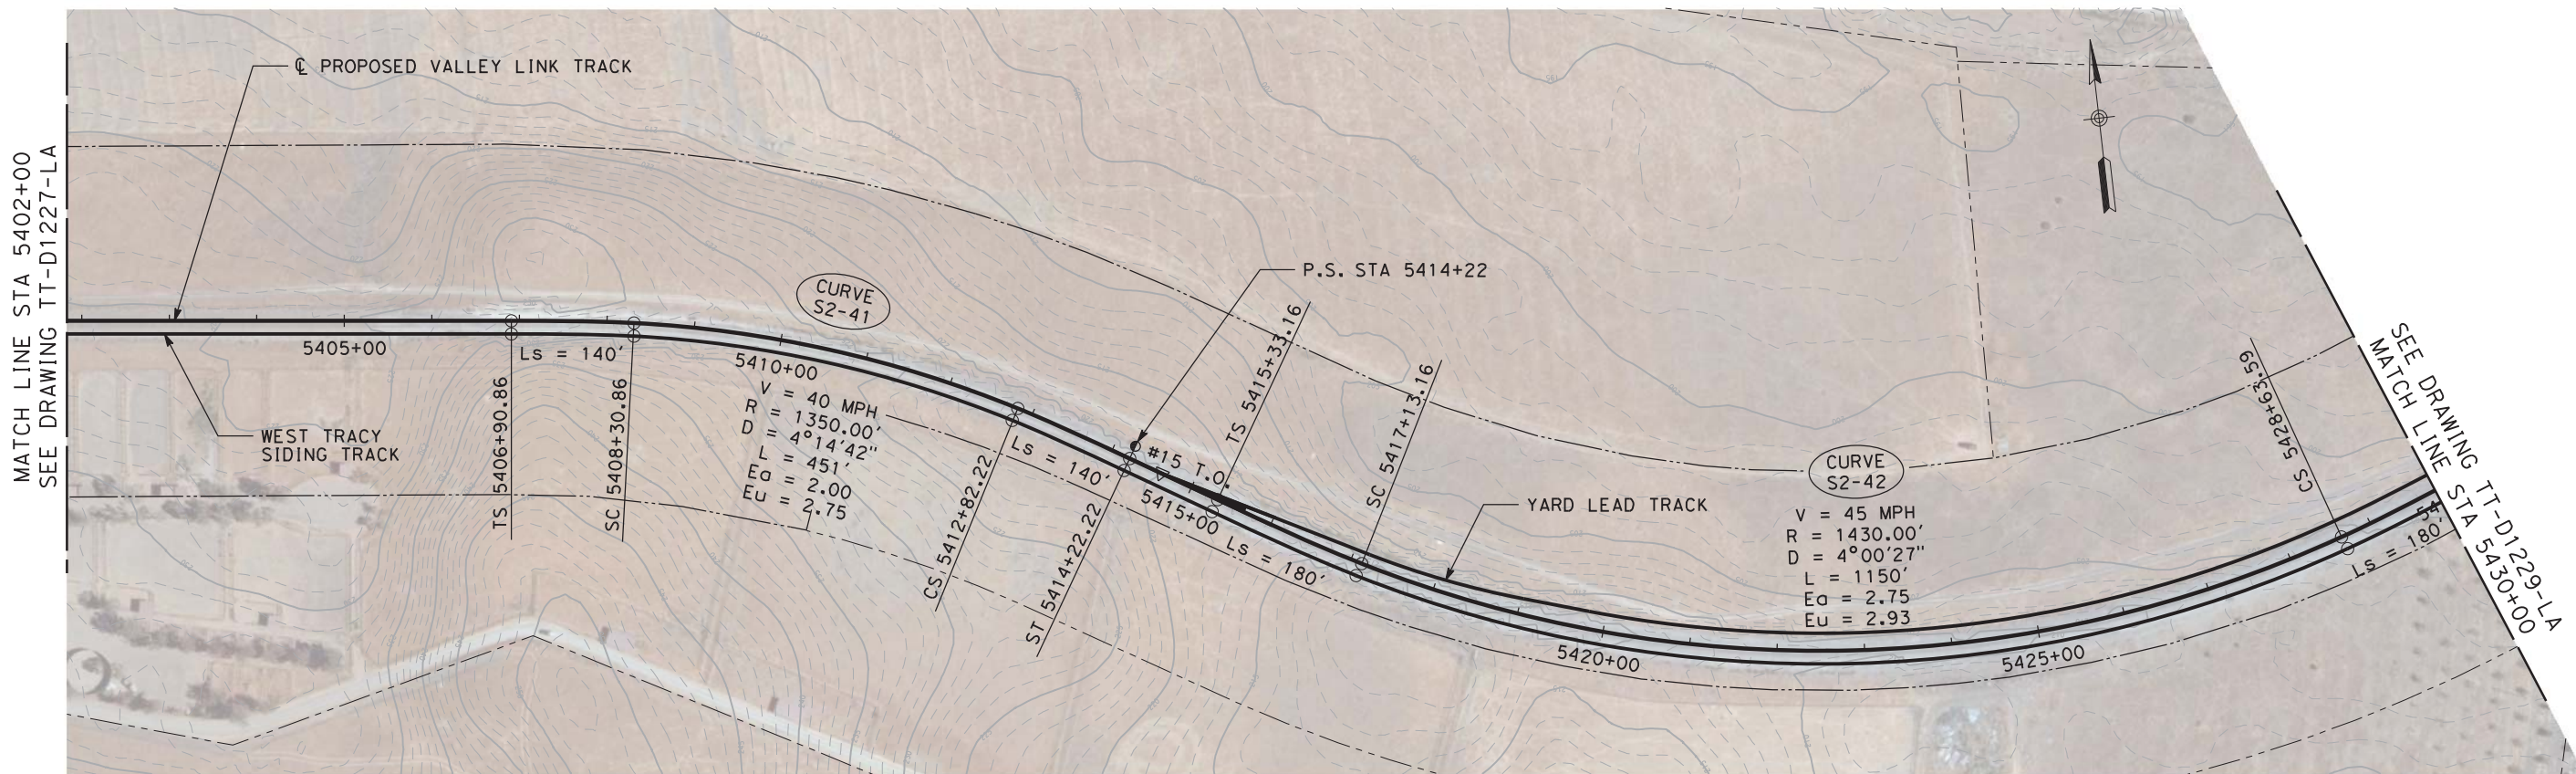 MATCH LINE STA 5402+00
SEE DRAWING TT-D1227-LA
℄ PROPOSED VALLEY LINK TRACK
WEST TRACY
SIDING TRACK
5405+00
TS 5406+90.86
Ls = 140'
SC 5408+30.86
5410+00
CURVE
S2-41
V = 40 MPH
R = 1350.00'
D = 4°14'42"
L = 451'
Ea = 2.00
Eu = 2.75
CS 5412+82.22
Ls = 140'
ST 5414+22.22
P.S. STA 5414+22
#15 T.O.
5415+00
TS 5415+33.16
Ls = 180'
SC 5417+13.16
YARD LEAD TRACK
5420+00
CURVE
S2-42
V = 45 MPH
R = 1430.00'
D = 4°00'27"
L = 1150'
Ea = 2.75
Eu = 2.93
5425+00
CS 5428+63.59
Ls = 180'
SEE DRAWING TT-D1229-LA
MATCH LINE STA 5430+00